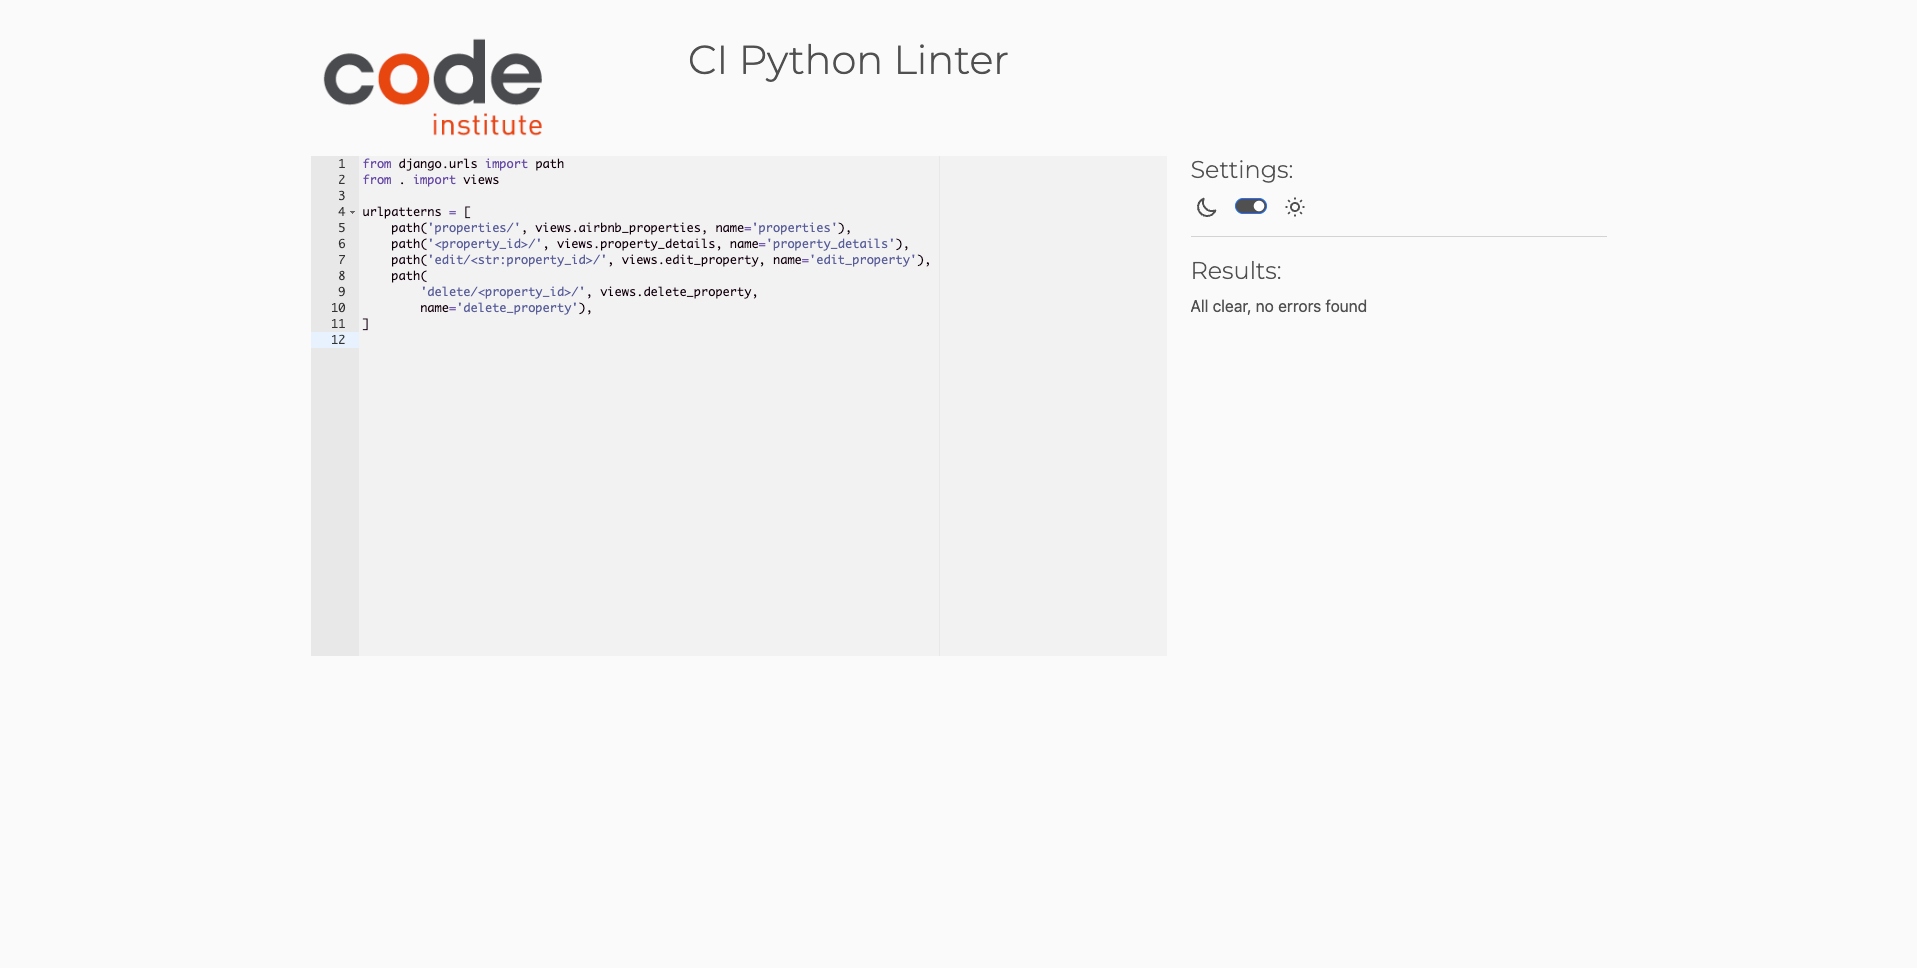 code
institute
CI Python Linter
1 from django.urls import path
2 from . import views
3
4 urlpatterns = [
5     path('properties/', views.airbnb_properties, name='properties'),
6     path('<property_id>/', views.property_details, name='property_details'),
7     path('edit/<str:property_id>/', views.edit_property, name='edit_property'),
8     path(
9         'delete/<property_id>/', views.delete_property,
10         name='delete_property'),
11 ]
12
Settings:
Results:
All clear, no errors found